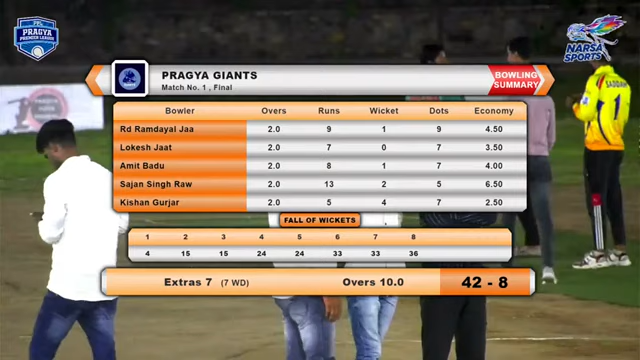 PPL
PRAGYA
PREMIER LEAGUE
NARSA
SPORTS
PRAGYA GIANTS
Match No. 1 , Final
BOWLING
SUMMARY
Bowler Overs Runs Wicket Dots Economy
Rd Ramdayal Jaa 2.0 9 1 9 4.50
Lokesh Jaat 2.0 7 0 7 3.50
Amit Badu 2.0 8 1 7 4.00
Sajan Singh Raw 2.0 13 2 5 6.50
Kishan Gurjar 2.0 5 4 7 2.50
FALL OF WICKETS
1 2 3 4 5 6 7 8
4 15 15 24 24 33 33 36
Extras 7 (7 WD) Overs 10.0 42 - 8
SADDAM
1